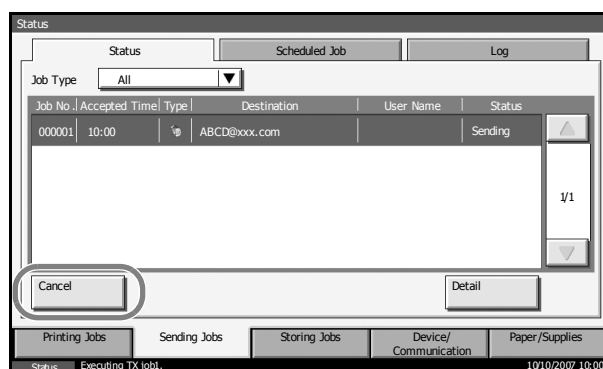 Status
Status Scheduled Job Log
Job Type All
Job No. Accepted Time Type Destination User Name Status
000001 10:00 ABCD@xxx.com Sending
1/1
Cancel Detail
Printing Jobs Sending Jobs Storing Jobs Device/ Paper/Supplies
Communication
Status Executing TX job1. 10/10/2007 10:00